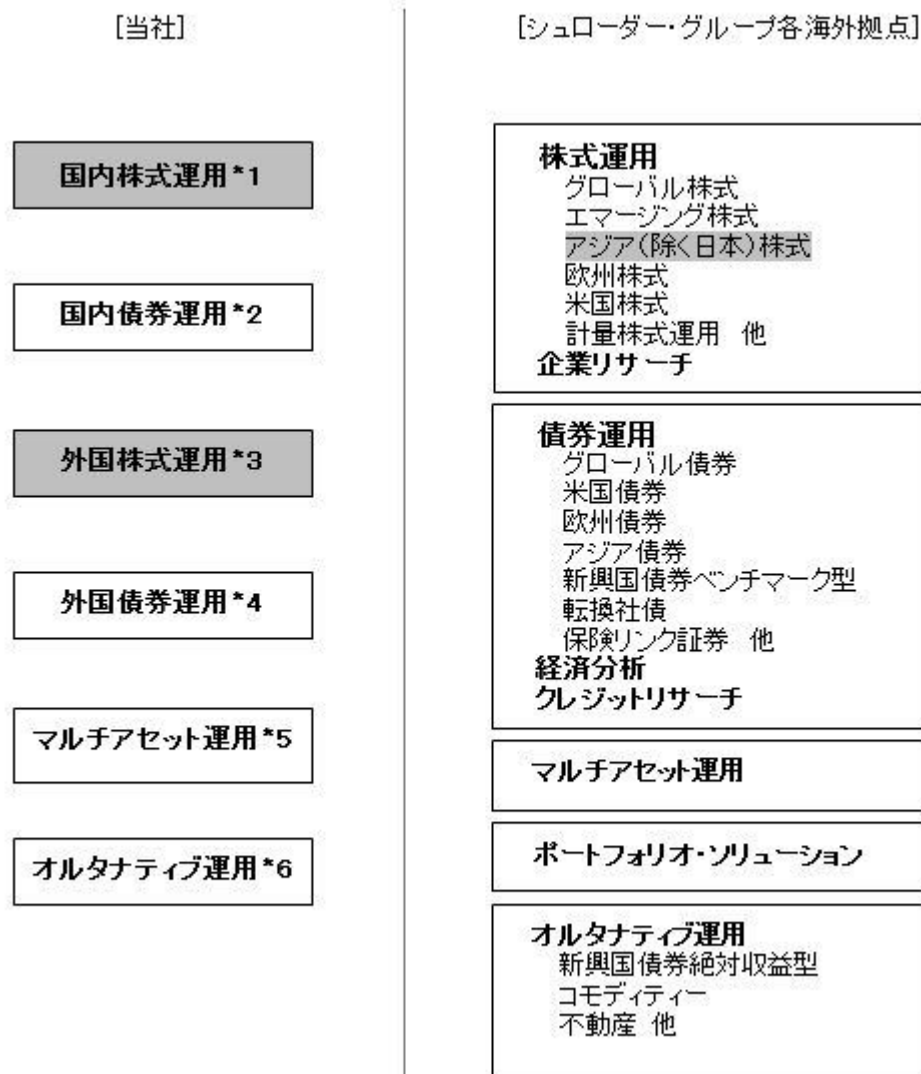 [当社]
国内株式運用*1
国内債券運用*2
外国株式運用*3
外国債券運用*4
マルチアセット運用*5
オルタナティブ運用*6
[シュローダー・グループ各海外拠点]
株式運用
グローバル株式
エマージング株式
アジア(除く日本)株式
欧州株式
米国株式
計量株式運用 他
企業リサーチ
債券運用
グローバル債券
米国債券
欧州債券
アジア債券
新興国債券ベンチマーク型
転換社債
保険リンク証券 他
経済分析
クレジットリサーチ
マルチアセット運用
ポートフォリオ・ソリューション
オルタナティブ運用
新興国債券絶対収益型
コモディティー
不動産 他